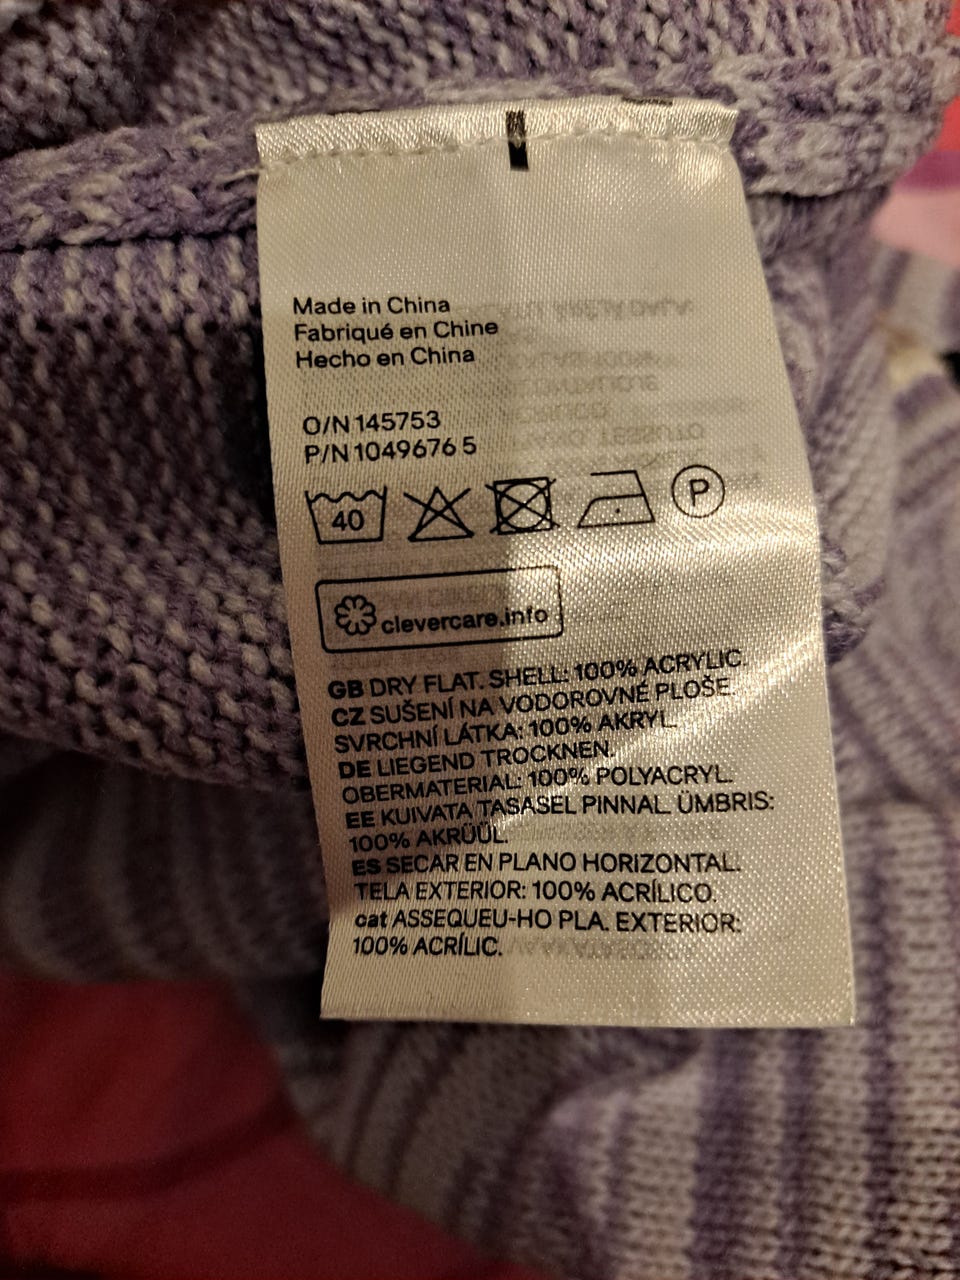 Made in China
Fabriqué en Chine
Hecho en China
O/N 145753
P/N 1049676 5
40
P
clevercare.info
GB DRY FLAT. SHELL: 100% ACRYLIC.
CZ SUŠENÍ NA VODOROVNÉ PLOŠE.
SVRCHNÍ LÁTKA: 100% AKRYL.
DE LIEGEND TROCKNEN.
OBERMATERIAL: 100% POLYACRYL.
EE KUIVATA TASASEL PINNAL. ÜMBRIS:
100% AKRÜÜL.
ES SECAR EN PLANO HORIZONTAL.
TELA EXTERIOR: 100% ACRÍLICO.
cat ASSEQUEU-HO PLA. EXTERIOR:
100% ACRÍLIC.